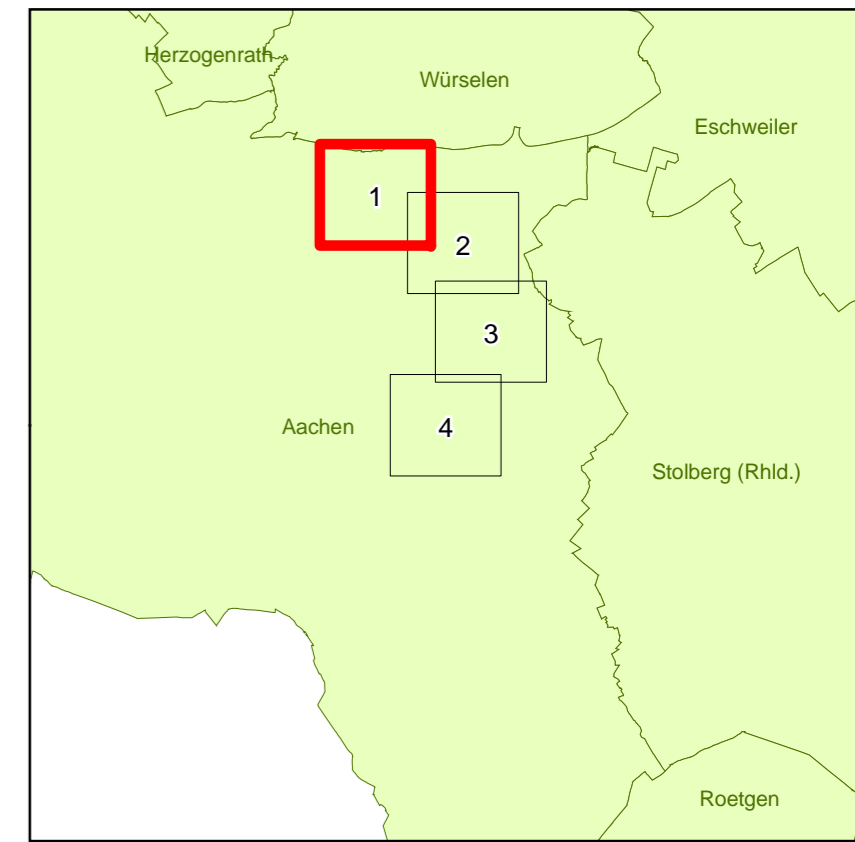 Herzogenrath
Würselen
Eschweiler
1
2
3
Aachen
4
Stolberg (Rhld.)
Roetgen